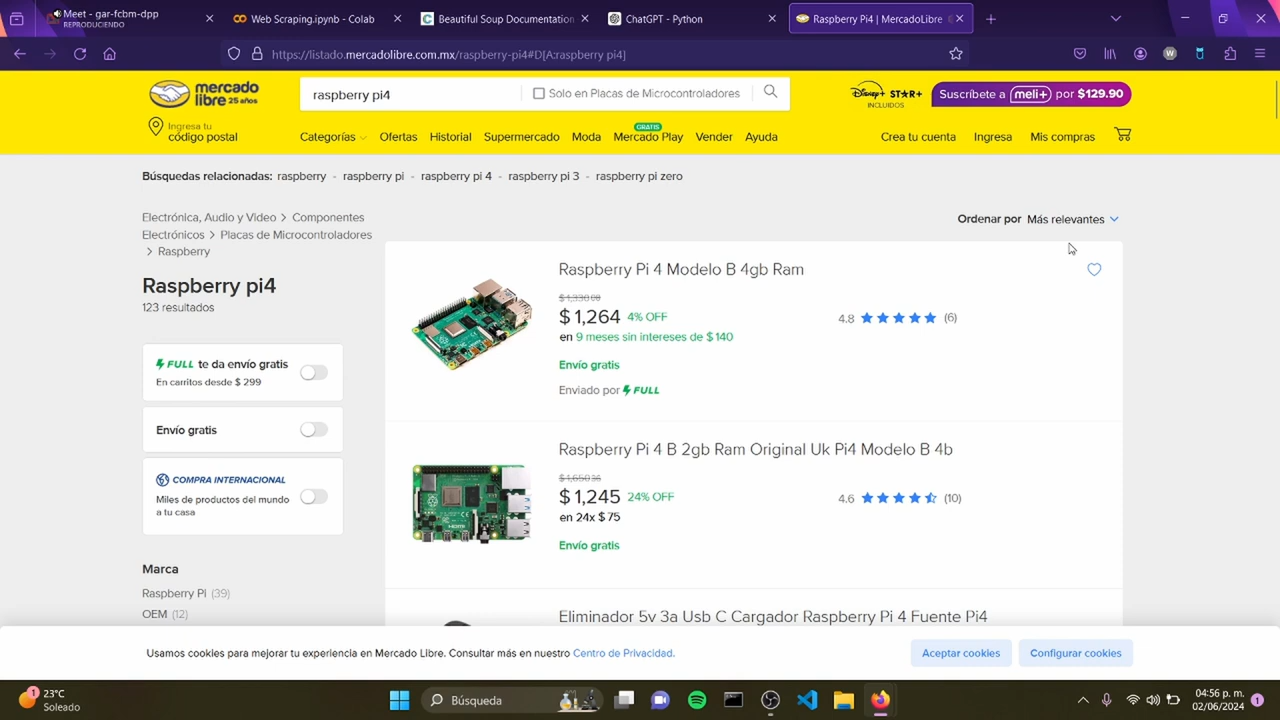 Meet - gar-fcbm-dpp
REPRODUCIENDO
Web Scraping.ipynb - Colab
Beautiful Soup Documentation
ChatGPT - Python
Raspberry Pi4 | MercadoLibre
https://listado.mercadolibre.com.mx/raspberry-pi4#D[A:raspberry pi4]
mercado
libre 25 años
raspberry pi4
Solo en Placas de Microcontroladores
Disney+ STAR+
INCLUIDOS
Suscríbete a meli+ por $129.90
Ingresa tu
código postal
Categorías
Ofertas
Historial
Supermercado
Moda
GRATIS
Mercado Play
Vender
Ayuda
Crea tu cuenta
Ingresa
Mis compras
Búsquedas relacionadas: raspberry - raspberry pi - raspberry pi 4 - raspberry pi 3 - raspberry pi zero
Electrónica, Audio y Video > Componentes
Electrónicos > Placas de Microcontroladores
> Raspberry
Ordenar por Más relevantes
Raspberry pi4
123 resultados
FULL te da envío gratis
En carritos desde $ 299
Envío gratis
COMPRA INTERNACIONAL
Miles de productos del mundo
a tu casa
Marca
Raspberry Pi (39)
OEM (12)
Raspberry Pi 4 Modelo B 4gb Ram
$ 1,264 4% OFF
en 9 meses sin intereses de $ 140
Envío gratis
Enviado por FULL
4.8 (6)
Raspberry Pi 4 B 2gb Ram Original Uk Pi4 Modelo B 4b
$ 1,245 24% OFF
en 24x $ 75
Envío gratis
4.6 (10)
Eliminador 5v 3a Usb C Cargador Raspberry Pi 4 Fuente Pi4
Usamos cookies para mejorar tu experiencia en Mercado Libre. Consultar más en nuestro Centro de Privacidad.
Aceptar cookies
Configurar cookies
1
23°C
Soleado
Búsqueda
04:56 p. m.
02/06/2024
1